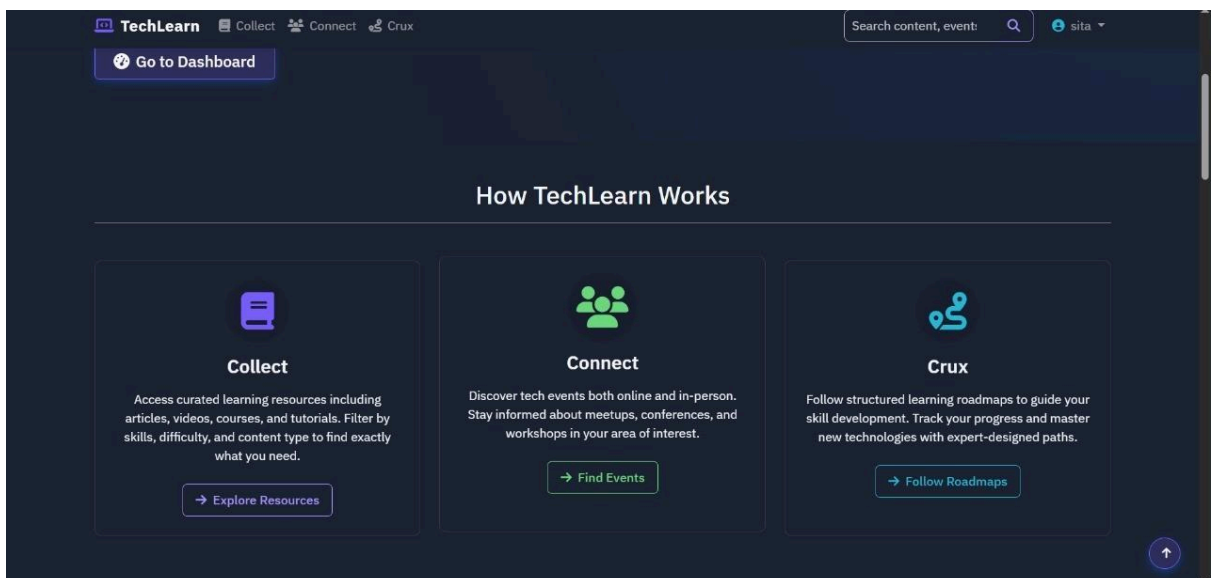 TechLearn Collect Connect Crux Search content, event: sita
Go to Dashboard
How TechLearn Works
Collect
Access curated learning resources including
articles, videos, courses, and tutorials. Filter by
skills, difficulty, and content type to find exactly
what you need.
→ Explore Resources
Connect
Discover tech events both online and in-person.
Stay informed about meetups, conferences, and
workshops in your area of interest.
→ Find Events
Crux
Follow structured learning roadmaps to guide your
skill development. Track your progress and master
new technologies with expert-designed paths.
→ Follow Roadmaps